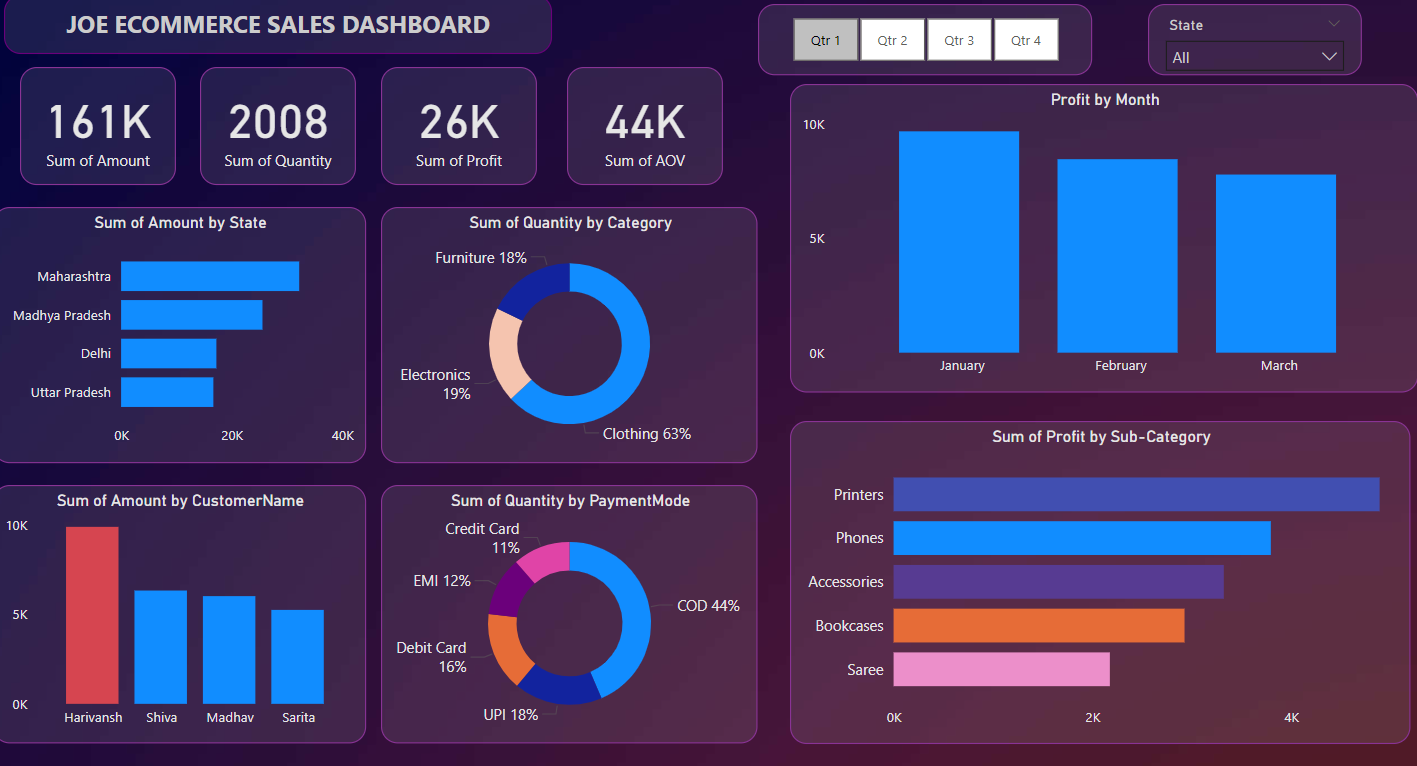 JOE ECOMMERCE SALES DASHBOARD
Qtr 1
Qtr 2
Qtr 3
Qtr 4
State
All
161K
Sum of Amount
2008
Sum of Quantity
26K
Sum of Profit
44K
Sum of AOV
Profit by Month
10K
5K
0K
January
February
March
Sum of Amount by State
Maharashtra
Madhya Pradesh
Delhi
Uttar Pradesh
0K
20K
40K
Sum of Quantity by Category
Furniture 18%
Electronics
19%
Clothing 63%
Sum of Profit by Sub-Category
Printers
Phones
Accessories
Bookcases
Saree
0K
2K
4K
Sum of Amount by CustomerName
10K
5K
0K
Harivansh
Shiva
Madhav
Sarita
Sum of Quantity by PaymentMode
Credit Card
11%
EMI 12%
COD 44%
Debit Card
16%
UPI 18%